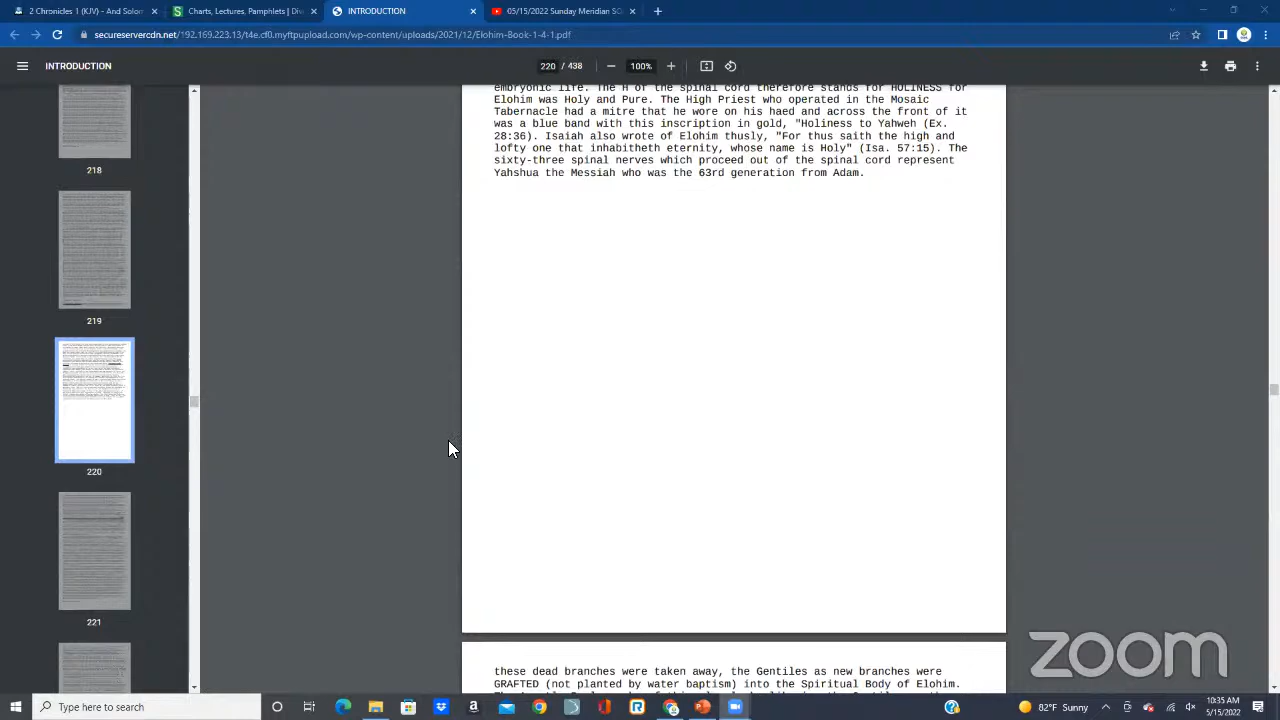 2 Chronicles 1 (KJV) - And Solom
Charts, Lectures, Pamphlets | Div
INTRODUCTION
05/15/2022 Sunday Meridian SO
secureservercdn.net/192.169.223.13/t4e.cf0.myftpupload.com/wp-content/uploads/2021/12/Elohim-Book-1-4-1.pdf
INTRODUCTION
220 / 438
100%
218
219
220
221
embryonic life. The H of the spinal cord therefore stands for HOLINESS for
Elohim was Holy and Pure. The High Priest who operated in the Mosaic
Tabernacle had a mitre that he wore on his haed and across the front of it
was a blue band with this inscription in gold, "Holiness to Yahweh (Ex.
28:36). Isaiah also wrote of Elohim thusly, "For thus saith the high and
lofty one that inhabitheth eternity, whose name is Holy" (Isa. 57:15). The
sixty-three spinal nerves which proceed out of the spinal cord represent
Yahshua the Messiah who was the 63rd generation from Adam.
these dead branches were taken away, the Gentiles as new branches were
GRAFTED (not planted by water baptism) into the Spiritual Body of Elohim.
zoom
Type here to search
82°F Sunny
10:35 AM
5/15/2022